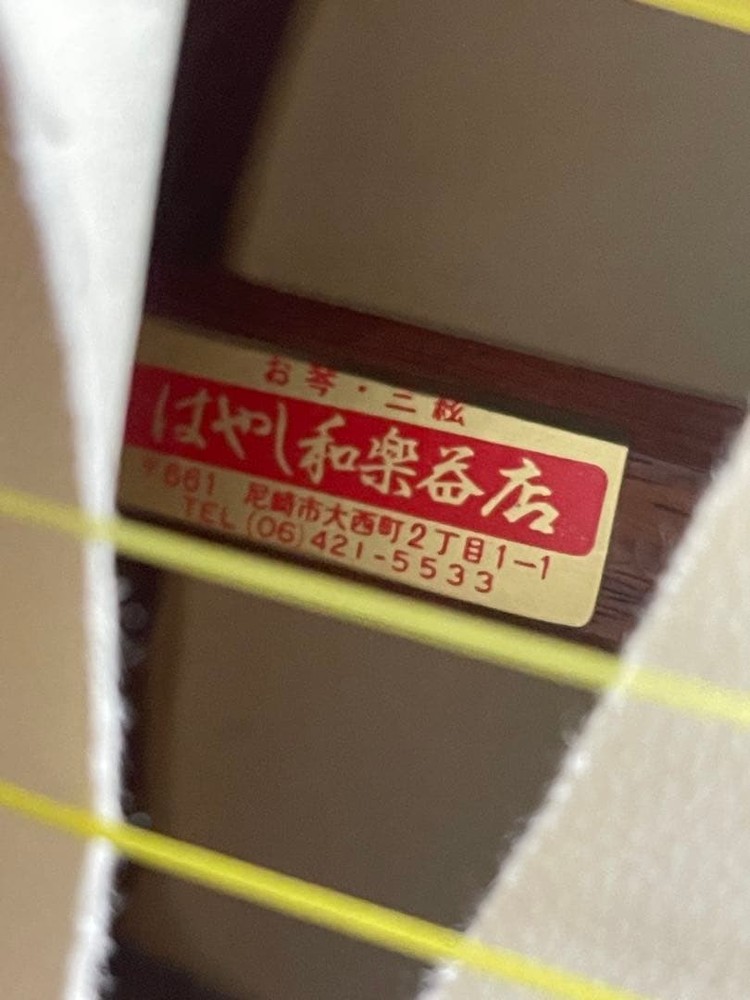 お琴・三絃
はやし和楽器店
〒661 尼崎市大西町2丁目1-1
TEL(06)421-5533